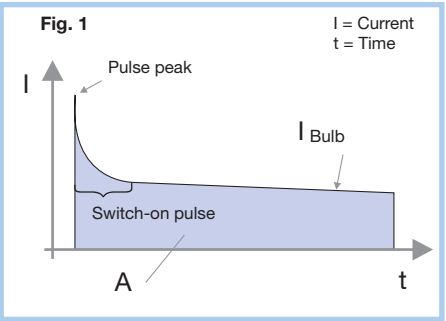 Fig. 1
I = Current
t = Time
Pulse peak
I
I Bulb
Switch-on pulse
A
t